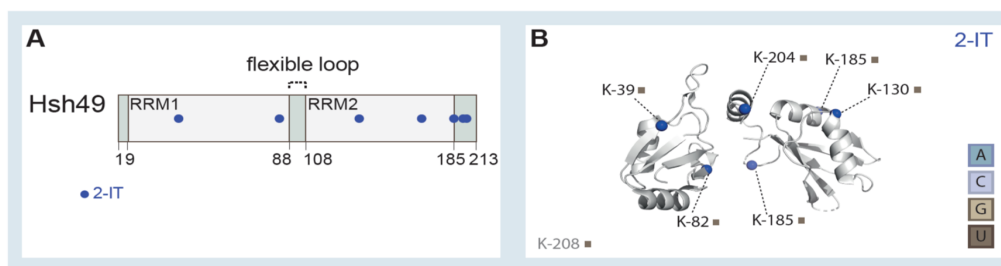 A
flexible loop
Hsh49
RRM1
RRM2
19
88
108
185
213
2-IT
B
2-IT
K-204
K-185
K-39
K-130
K-82
K-185
K-208
A
C
G
U